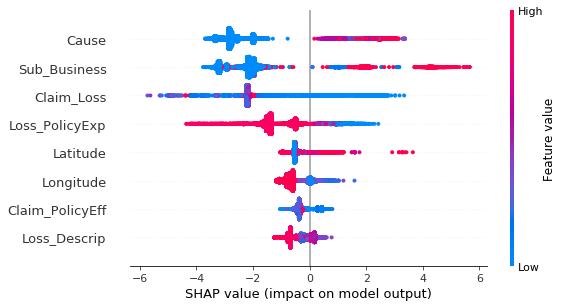 High
Cause
Sub_Business
Claim_Loss
Loss_PolicyExp
Latitude
Longitude
Claim_PolicyEff
Loss_Descrip
Feature value
Low
−6 −4 −2 0 2 4 6
SHAP value (impact on model output)